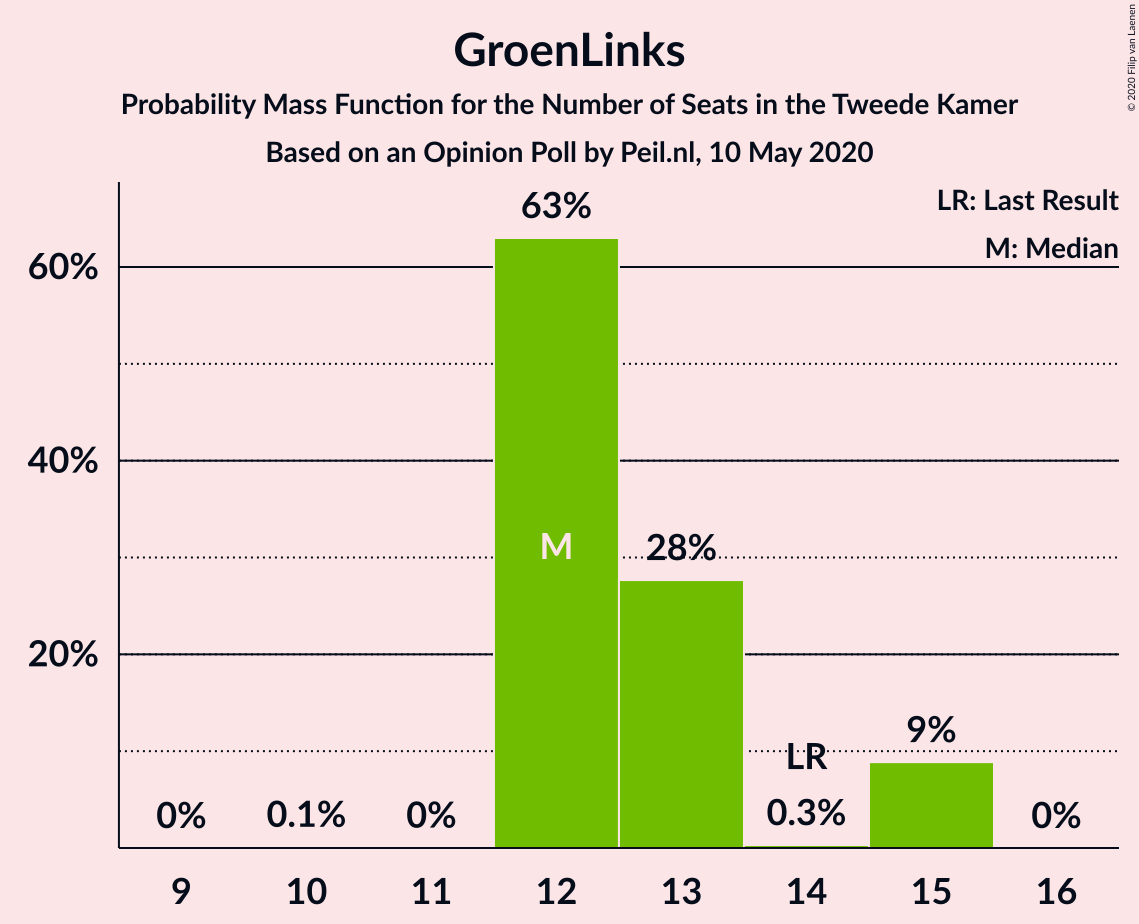 GroenLinks
Probability Mass Function for the Number of Seats in the Tweede Kamer
Based on an Opinion Poll by Peil.nl, 10 May 2020
© 2020 Filip van Laenen
LR: Last Result
M: Median
60%
40%
20%
0%
0.1%
0%
63%
M
28%
LR
0.3%
9%
0%
9 10 11 12 13 14 15 16